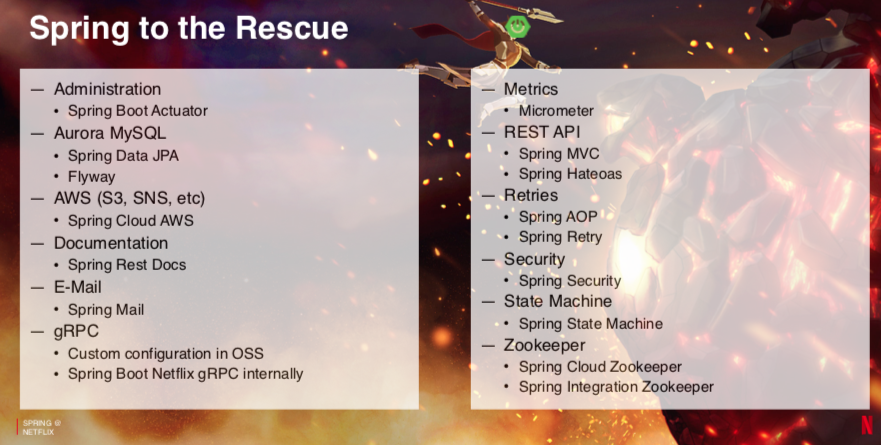 Spring to the Rescue
— Administration
• Spring Boot Actuator
— Aurora MySQL
• Spring Data JPA
• Flyway
— AWS (S3, SNS, etc)
• Spring Cloud AWS
— Documentation
• Spring Rest Docs
— E-Mail
• Spring Mail
— gRPC
• Custom configuration in OSS
• Spring Boot Netflix gRPC internally
— Metrics
• Micrometer
— REST API
• Spring MVC
• Spring Hateoas
— Retries
• Spring AOP
• Spring Retry
— Security
• Spring Security
— State Machine
• Spring State Machine
— Zookeeper
• Spring Cloud Zookeeper
• Spring Integration Zookeeper
SPRING @
NETFLIX
N